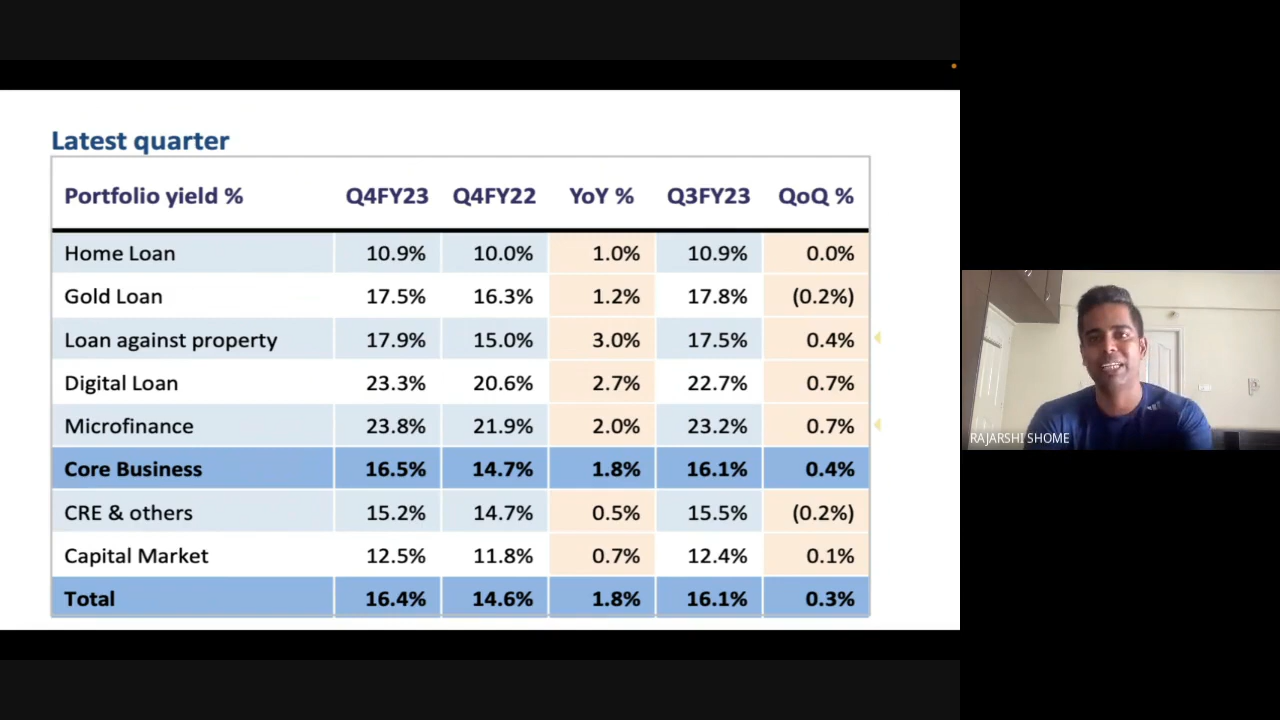 Latest quarter
Portfolio yield % Q4FY23 Q4FY22 YoY % Q3FY23 QoQ %
Home Loan 10.9% 10.0% 1.0% 10.9% 0.0%
Gold Loan 17.5% 16.3% 1.2% 17.8% (0.2%)
Loan against property 17.9% 15.0% 3.0% 17.5% 0.4%
Digital Loan 23.3% 20.6% 2.7% 22.7% 0.7%
Microfinance 23.8% 21.9% 2.0% 23.2% 0.7%
Core Business 16.5% 14.7% 1.8% 16.1% 0.4%
CRE & others 15.2% 14.7% 0.5% 15.5% (0.2%)
Capital Market 12.5% 11.8% 0.7% 12.4% 0.1%
Total 16.4% 14.6% 1.8% 16.1% 0.3%
RAJARSHI SHOME